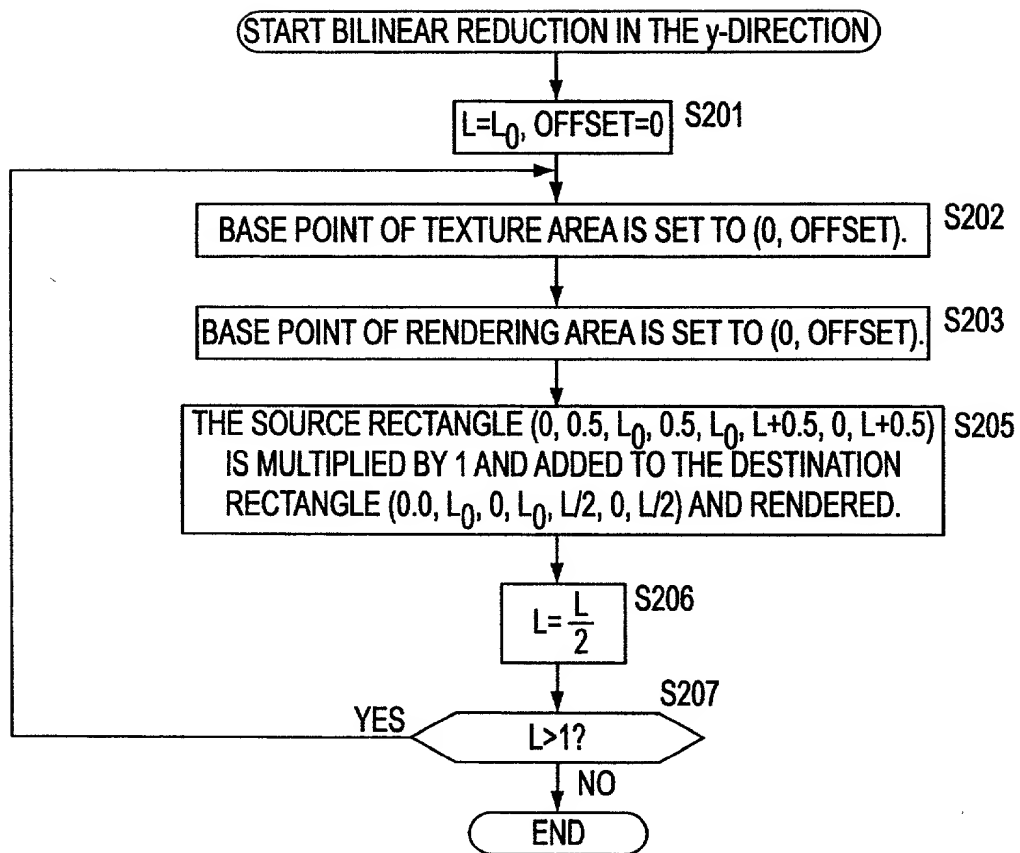 START BILINEAR REDUCTION IN THE y-DIRECTION
L=L₀, OFFSET=0
S201
BASE POINT OF TEXTURE AREA IS SET TO (0, OFFSET).
S202
BASE POINT OF RENDERING AREA IS SET TO (0, OFFSET).
S203
THE SOURCE RECTANGLE (0, 0.5, L₀, 0.5, L₀, L+0.5, 0, L+0.5)
IS MULTIPLIED BY 1 AND ADDED TO THE DESTINATION
RECTANGLE (0.0, L₀, 0, L₀, L/2, 0, L/2) AND RENDERED.
S205
L= L/2
S206
L>1?
S207
YES
NO
END